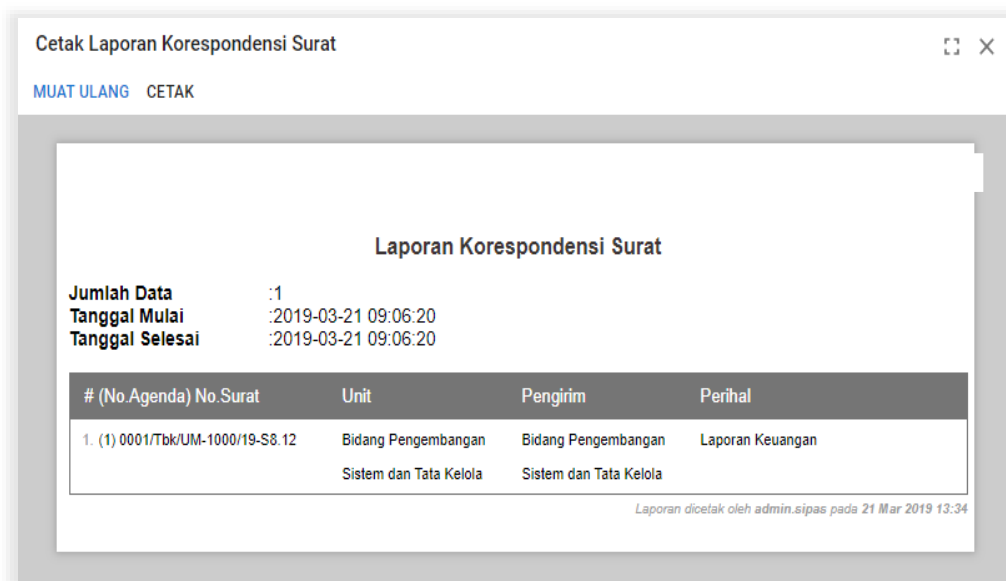 Cetak Laporan Korespondensi Surat
MUAT ULANG CETAK
Laporan Korespondensi Surat
Jumlah Data :1
Tanggal Mulai :2019-03-21 09:06:20
Tanggal Selesai :2019-03-21 09:06:20
# (No.Agenda) No.Surat Unit Pengirim Perihal
1. (1) 0001/Tbk/UM-1000/19-S8.12 Bidang Pengembangan Bidang Pengembangan Laporan Keuangan
Sistem dan Tata Kelola Sistem dan Tata Kelola
Laporan dicetak oleh admin.sipas pada 21 Mar 2019 13:34